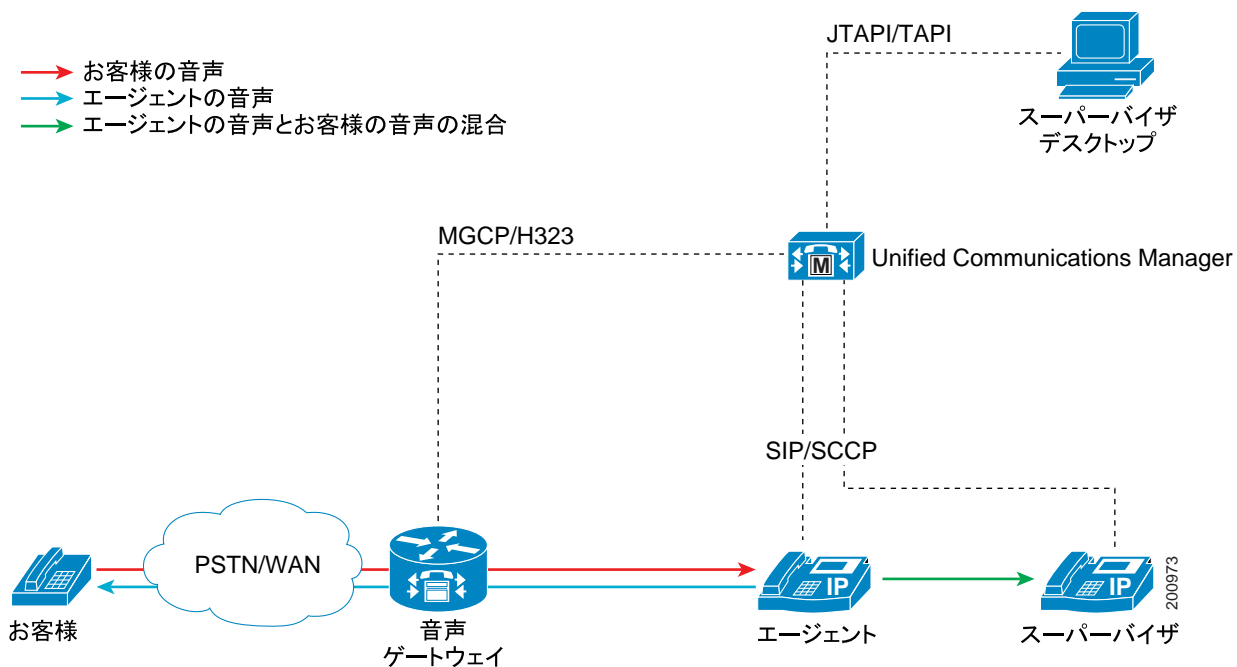 JTAPI/TAPI
お客様の音声
エージェントの音声
エージェントの音声とお客様の音声の混合
スーパーバイザ
デスクトップ
MGCP/H323
M
Unified Communications Manager
SIP/SCCP
PSTN/WAN
IP
IP
200973
お客様
音声
ゲートウェイ
エージェント
スーパーバイザ